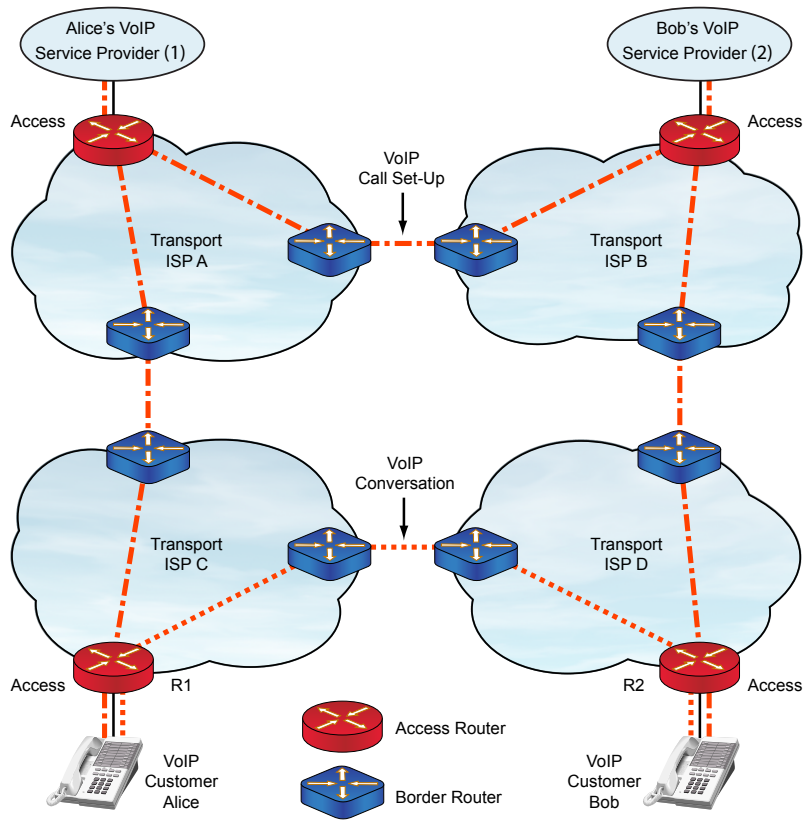 Alice's VoIP
Service Provider (1)
Bob's VoIP
Service Provider (2)
Access
Access
VoIP
Call Set-Up
Transport
ISP A
Transport
ISP B
VoIP
Conversation
Transport
ISP C
Transport
ISP D
Access
R1
R2
Access
Access Router
VoIP
Customer
Alice
VoIP
Customer
Bob
Border Router